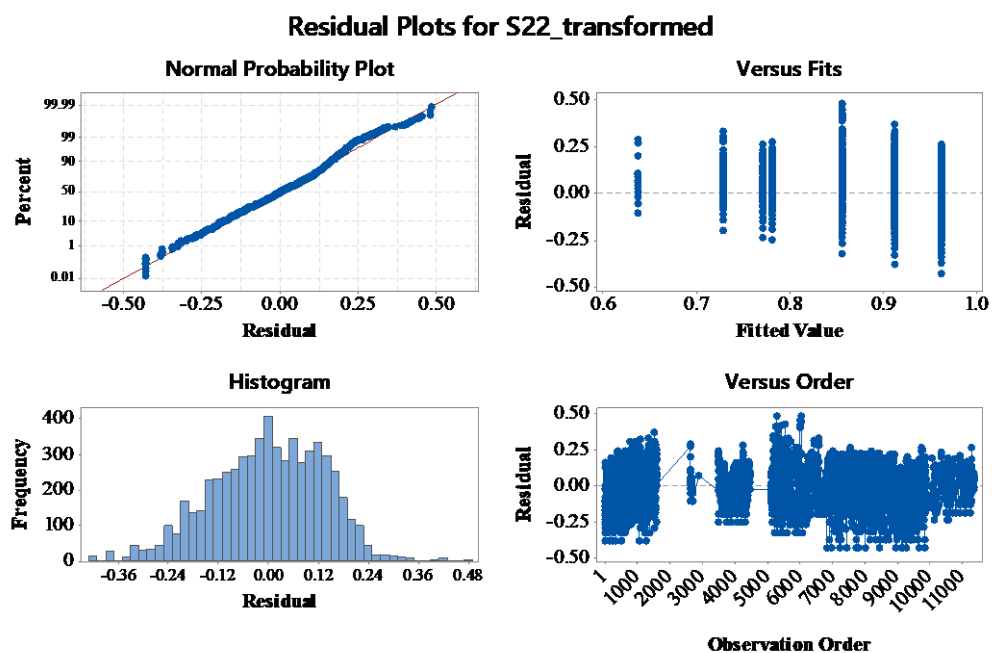 Residual Plots for S22_transformed
Normal Probability Plot
99.99
99
90
50
10
1
0.01
Percent
-0.50 -0.25 0.00 0.25 0.50
Residual
Versus Fits
0.50
0.25
0.00
-0.25
-0.50
Residual
0.6 0.7 0.8 0.9 1.0
Fitted Value
Histogram
400
300
200
100
0
Frequency
-0.36 -0.24 -0.12 0.00 0.12 0.24 0.36 0.48
Residual
Versus Order
0.50
0.25
0.00
-0.25
-0.50
Residual
1 1000 2000 3000 4000 5000 6000 7000 8000 9000 10000 11000
Observation Order